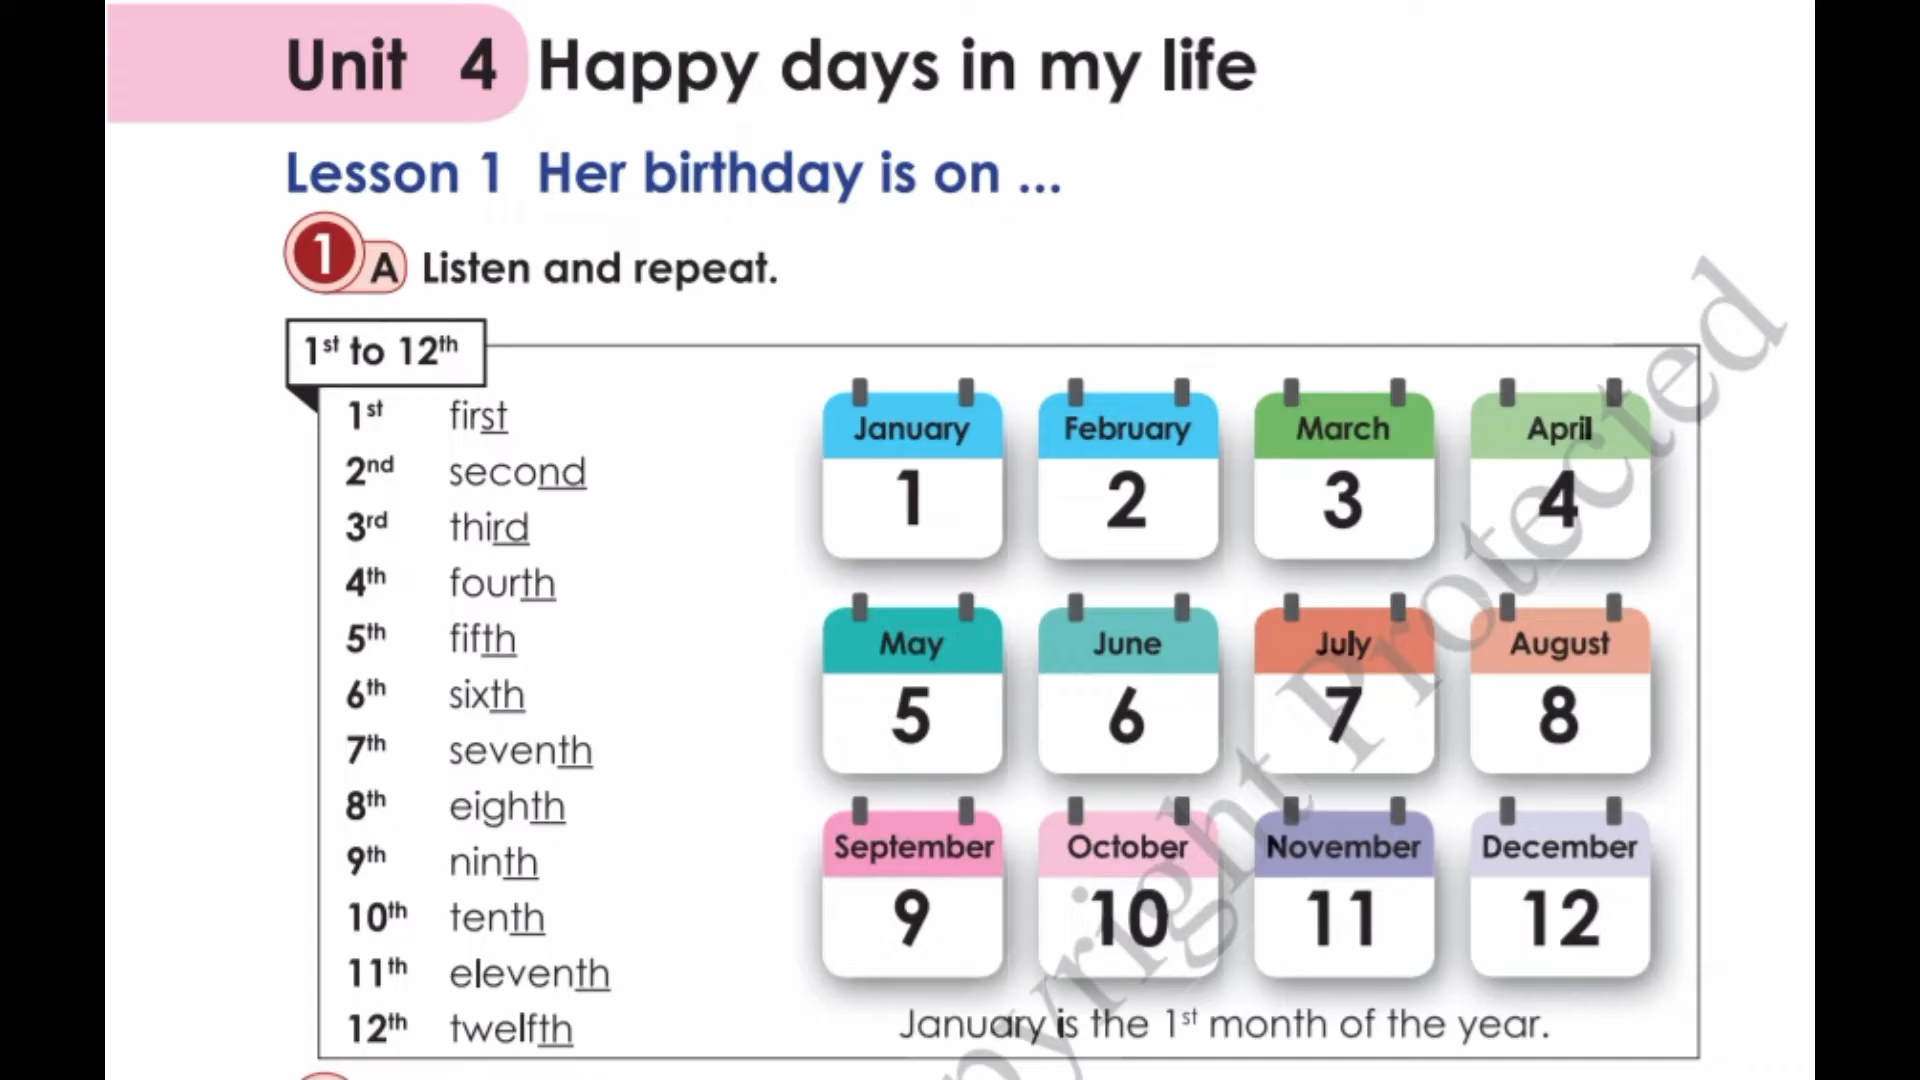 Unit 4 Happy days in my life
Lesson 1 Her birthday is on ...
1 A Listen and repeat.
1st to 12th
1st first
2nd second
3rd third
4th fourth
5th fifth
6th sixth
7th seventh
8th eighth
9th ninth
10th tenth
11th eleventh
12th twelfth
January February March April
1 2 3 4
May June July August
5 6 7 8
September October November December
9 10 11 12
January is the 1st month of the year.
pyright Protected